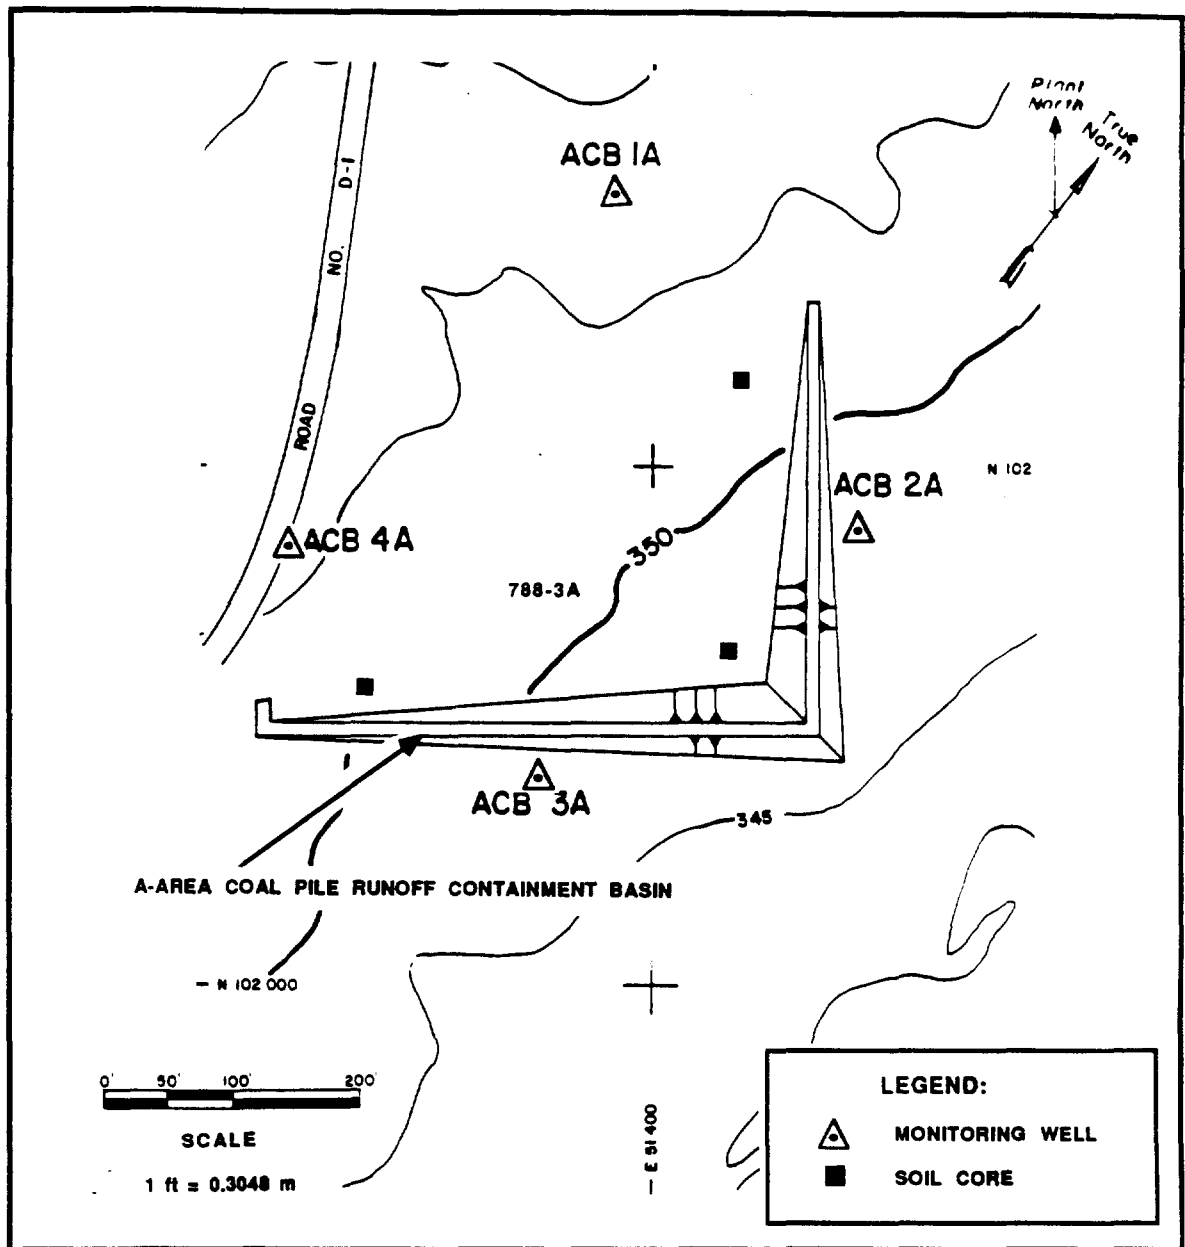 Plant
North
True
North
ACB 1A
ROAD NO. D-1
N 102
ACB 2A
ACB 4A
350
788-3A
ACB 3A
345
A-AREA COAL PILE RUNOFF CONTAINMENT BASIN
N 102 000
0' 50' 100' 200'
SCALE
1 ft = 0.3048 m
E 51 400
LEGEND:
MONITORING WELL
SOIL CORE